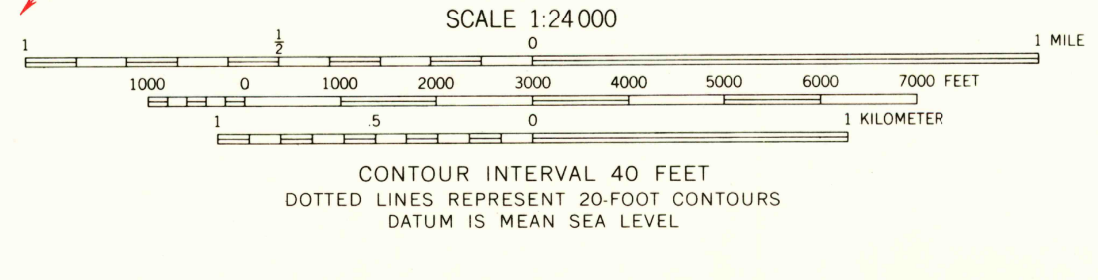 SCALE 1:24 000
1 ½ 0 1 MILE
1000 0 1000 2000 3000 4000 5000 6000 7000 FEET
1 .5 0 1 KILOMETER
CONTOUR INTERVAL 40 FEET
DOTTED LINES REPRESENT 20-FOOT CONTOURS
DATUM IS MEAN SEA LEVEL